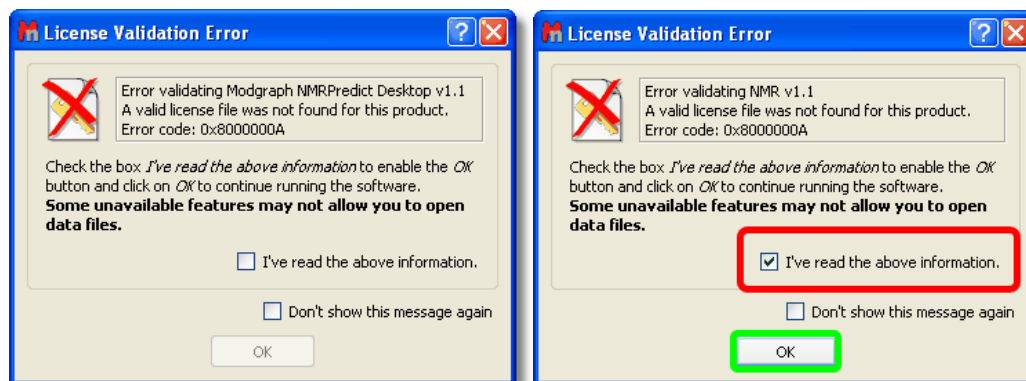 License Validation Error
Error validating Modgraph NMRPredict Desktop v1.1
A valid license file was not found for this product.
Error code: 0x8000000A
Check the box I've read the above information to enable the OK
button and click on OK to continue running the software.
Some unavailable features may not allow you to open
data files.
I've read the above information.
Don't show this message again
OK
License Validation Error
Error validating NMR v1.1
A valid license file was not found for this product.
Error code: 0x8000000A
Check the box I've read the above information to enable the OK
button and click on OK to continue running the software.
Some unavailable features may not allow you to open
data files.
I've read the above information.
Don't show this message again
OK